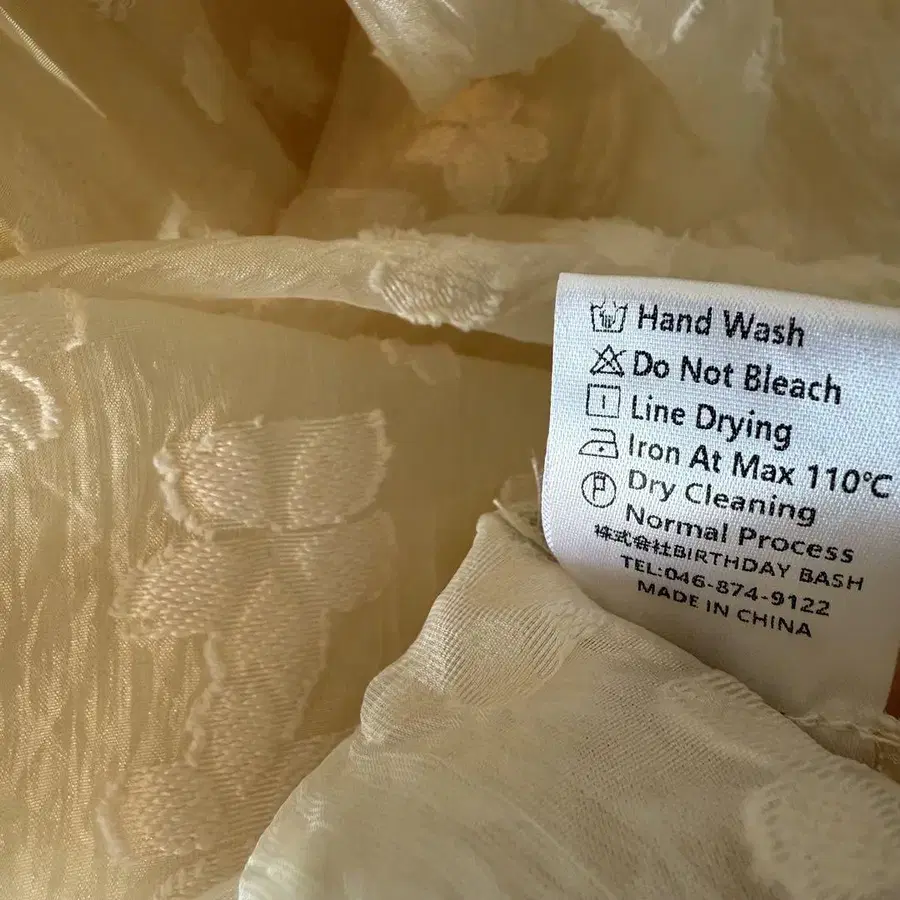 Hand Wash
Do Not Bleach
Line Drying
Iron At Max 110℃
Dry Cleaning
Normal Process
株式会社BIRTHDAY BASH
TEL:046-874-9122
MADE IN CHINA